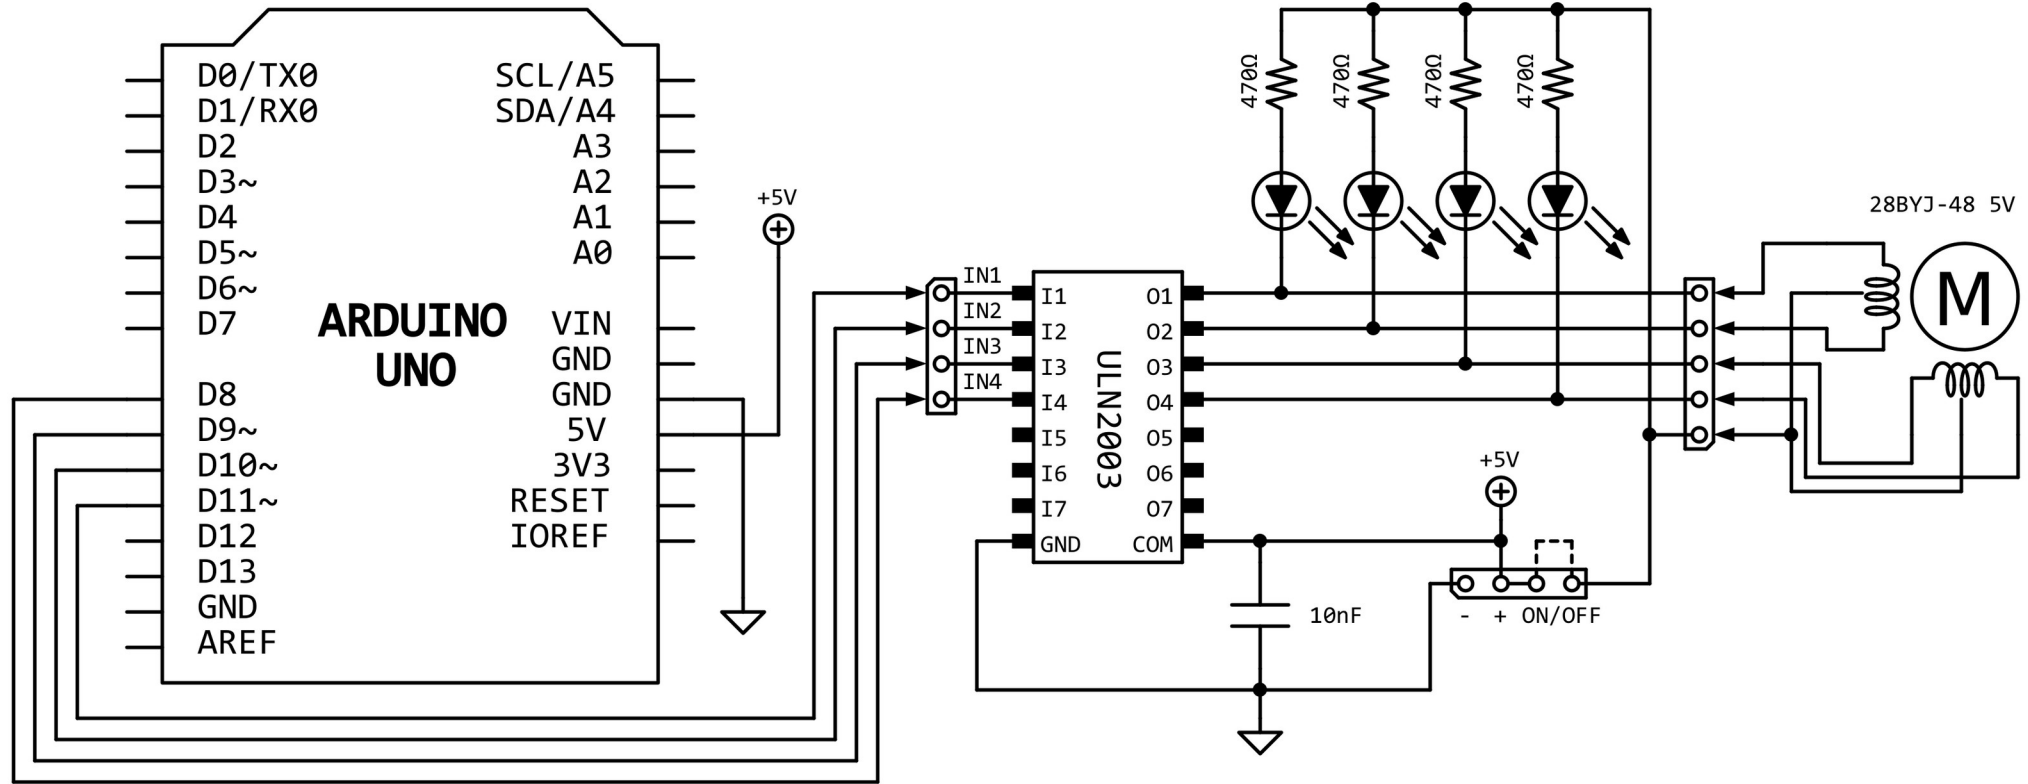 D0/TX0
D1/RX0
D2
D3~
D4
D5~
D6~
D7
D8
D9~
D10~
D11~
D12
D13
GND
AREF
ARDUINO
UNO
SCL/A5
SDA/A4
A3
A2
A1
A0
VIN
GND
GND
5V
3V3
RESET
IOREF
+5V
IN1
IN2
IN3
IN4
I1
I2
I3
I4
I5
I6
I7
GND
ULN2003
O1
O2
O3
O4
O5
O6
O7
COM
470Ω
470Ω
470Ω
470Ω
+5V
10nF
- + ON/OFF
28BYJ-48 5V
M